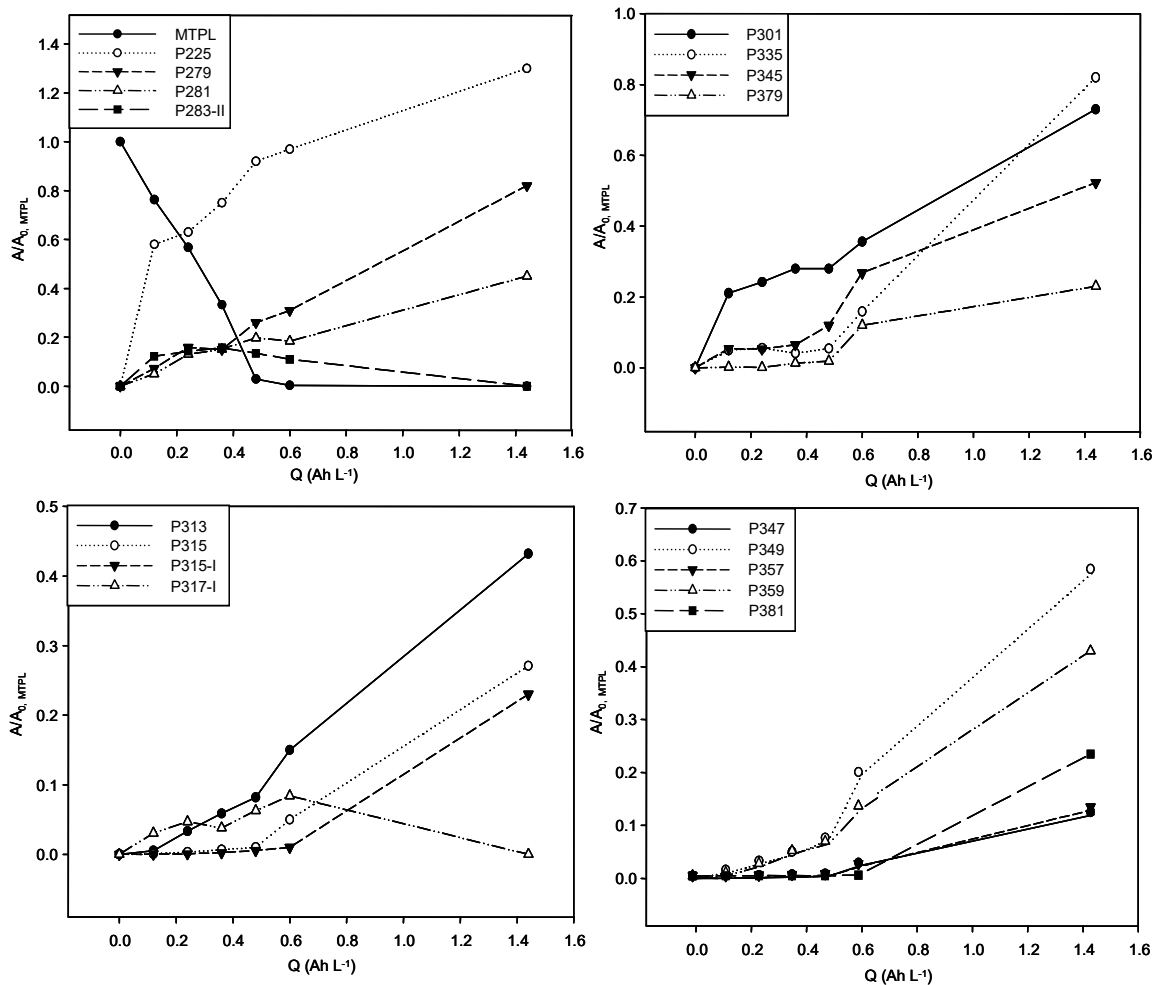 MTPL
P225
P279
P281
P283-II
1.4
1.2
1.0
0.8
0.6
0.4
0.2
0.0
A/A0, MTPL
0.0 0.2 0.4 0.6 0.8 1.0 1.2 1.4 1.6
Q (Ah L-1)
P301
P335
P345
P379
1.0
0.8
0.6
0.4
0.2
0.0
A/A0, MTPL
0.0 0.2 0.4 0.6 0.8 1.0 1.2 1.4 1.6
Q (Ah L-1)
P313
P315
P315-I
P317-I
0.5
0.4
0.3
0.2
0.1
0.0
A/A0, MTPL
0.0 0.2 0.4 0.6 0.8 1.0 1.2 1.4 1.6
Q (Ah L-1)
P347
P349
P357
P359
P381
0.7
0.6
0.5
0.4
0.3
0.2
0.1
0.0
A/A0, MTPL
0.0 0.2 0.4 0.6 0.8 1.0 1.2 1.4 1.6
Q (Ah L-1)